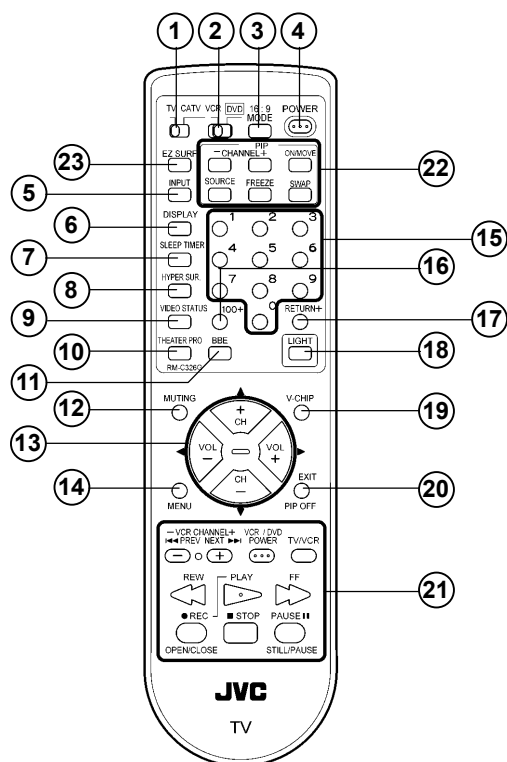 1 2 3 4
TV CATV VCR DVD 16:9 MODE POWER
PIP
23 EZ SURF − CHANNEL + ON/MOVE 22
5 INPUT SOURCE FREEZE SWAP
6 DISPLAY 1 2 3
7 SLEEP TIMER 4 5 6 15
8 HYPER SUR. 7 8 9 16
9 VIDEO STATUS 100+ 0 RETURN+ 17
10 THEATER PRO BBE LIGHT 18
RM-C326G
11
12 MUTING + CH V-CHIP 19
13 VOL − VOL +
14 CH − EXIT 20
MENU PIP OFF
− VCR CHANNEL + VCR / DVD
⏮ PREV NEXT ⏭ POWER TV/VCR
− +
REW PLAY FF 21
● REC ■ STOP PAUSE ⏸
OPEN/CLOSE STILL/PAUSE
JVC
TV